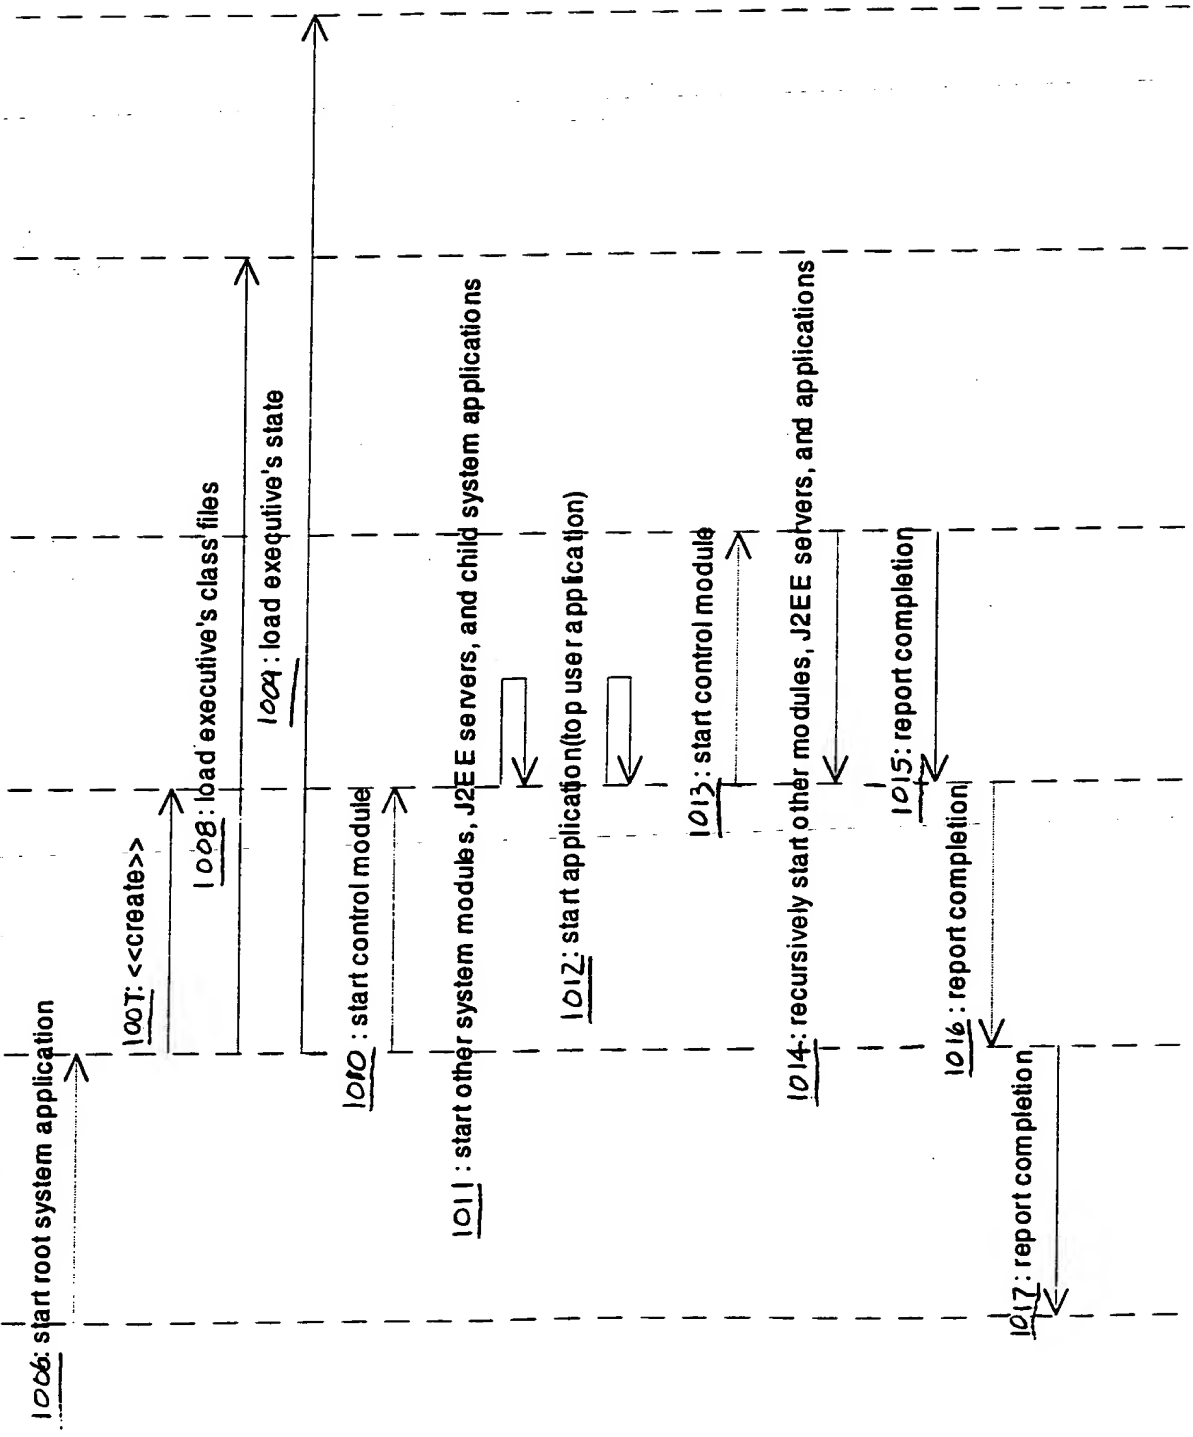 1006: start root system application
1007: <<create>>
1008: load executive's class files
1009: load executive's state
1010: start control module
1011: start other system modules, J2EE servers, and child system applications
1012: start application(top user application)
1013: start control module
1014: recursively start other modules, J2EE servers, and applications
1015: report completion
1016: report completion
1017: report completion